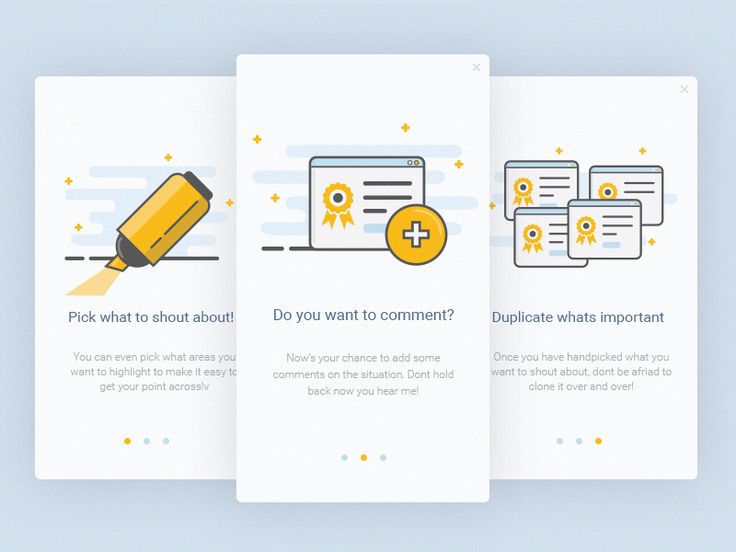 Pick what to shout about!
You can even pick what areas you
want to highlight to make it easy to
get your point across!v
Do you want to comment?
Now's your chance to add some
comments on the situation. Dont hold
back now you hear me!
Duplicate whats important
Once you have handpicked what you
want to shout about, dont be afriad to
clone it over and over!